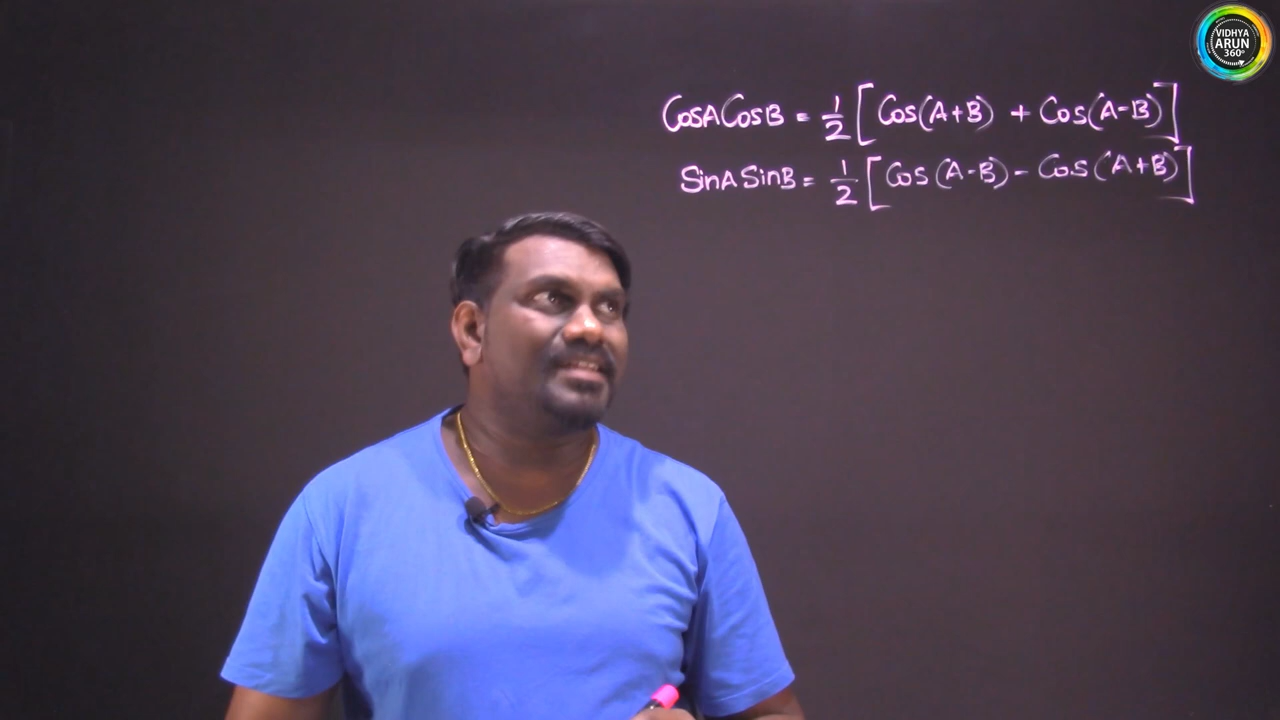 VIDHYA
ARUN
360°
CosA CosB = 1/2 [ Cos(A+B) + Cos(A-B) ]
SinA SinB = 1/2 [ Cos (A-B) - Cos (A+B) ]